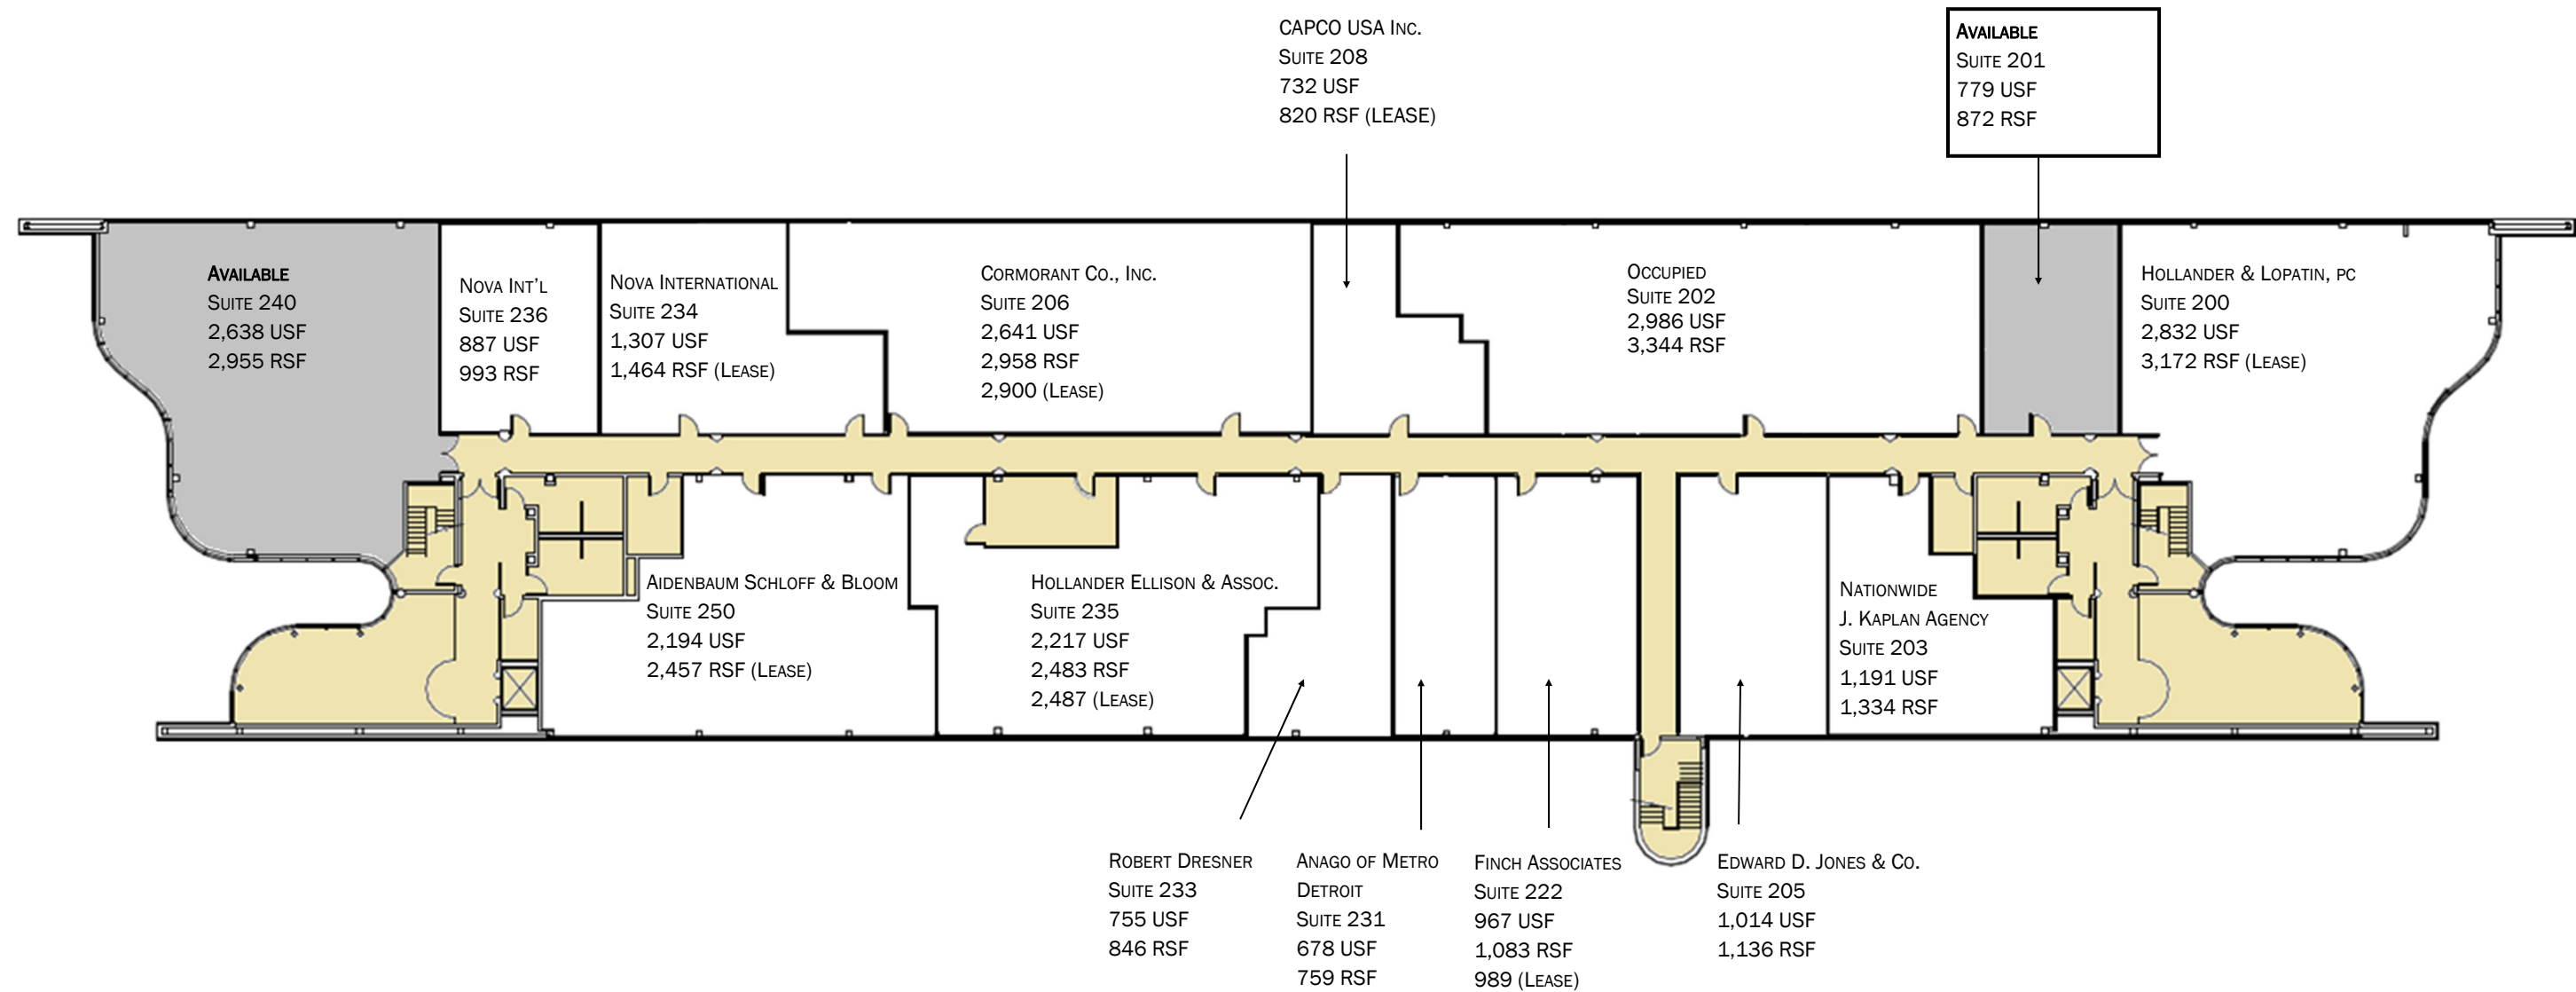 CAPCO USA INC.
SUITE 208
732 USF
820 RSF (LEASE)
AVAILABLE
SUITE 201
779 USF
872 RSF
AVAILABLE
SUITE 240
2,638 USF
2,955 RSF
NOVA INT'L
SUITE 236
887 USF
993 RSF
NOVA INTERNATIONAL
SUITE 234
1,307 USF
1,464 RSF (LEASE)
CORMORANT CO., INC.
SUITE 206
2,641 USF
2,958 RSF
2,900 (LEASE)
OCCUPIED
SUITE 202
2,986 USF
3,344 RSF
HOLLANDER & LOPATIN, PC
SUITE 200
2,832 USF
3,172 RSF (LEASE)
AIDENBAUM SCHLOFF & BLOOM
SUITE 250
2,194 USF
2,457 RSF (LEASE)
HOLLANDER ELLISON & ASSOC.
SUITE 235
2,217 USF
2,483 RSF
2,487 (LEASE)
NATIONWIDE
J. KAPLAN AGENCY
SUITE 203
1,191 USF
1,334 RSF
ROBERT DRESNER
SUITE 233
755 USF
846 RSF
ANAGO OF METRO
DETROIT
SUITE 231
678 USF
759 RSF
FINCH ASSOCIATES
SUITE 222
967 USF
1,083 RSF
989 (LEASE)
EDWARD D. JONES & CO.
SUITE 205
1,014 USF
1,136 RSF